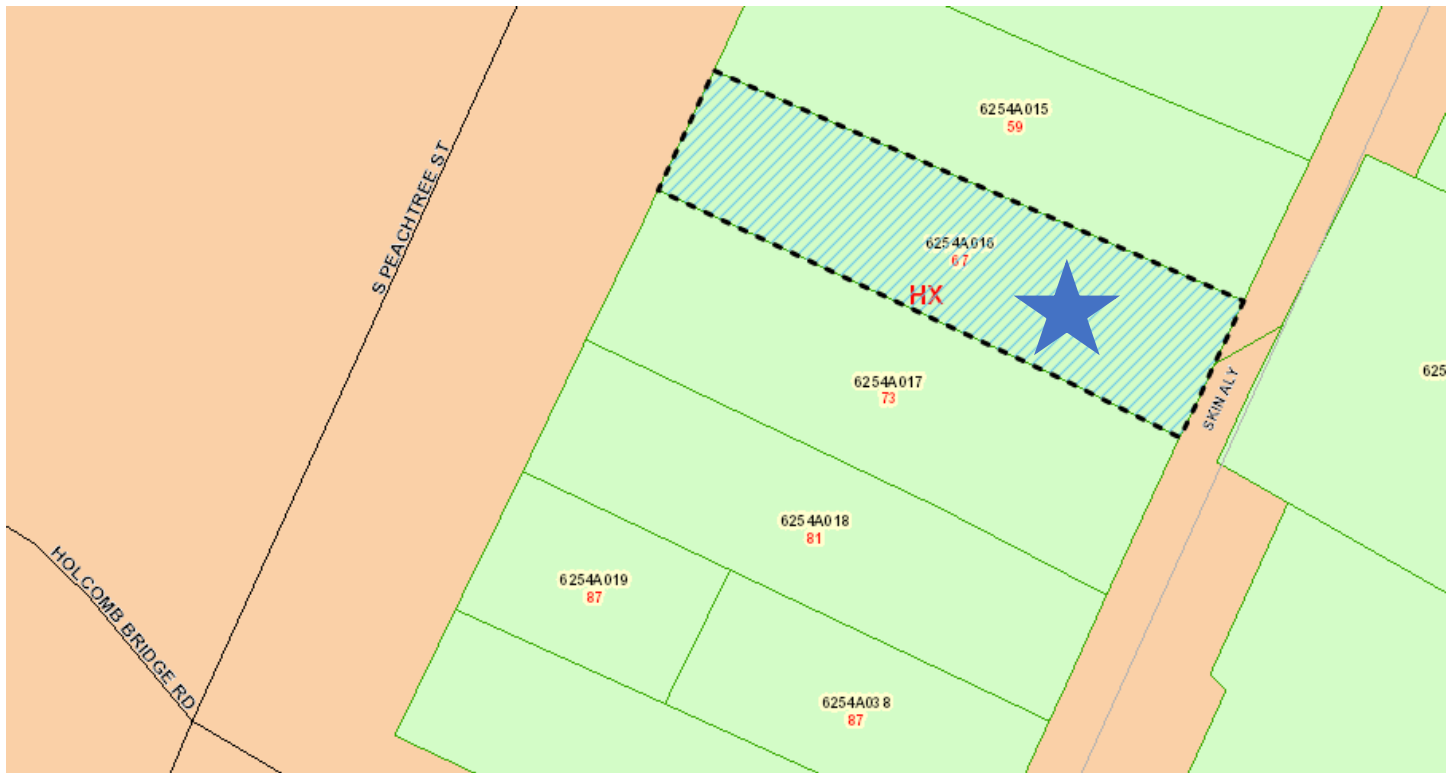 6254A015
59
S PEACHTREE ST
6254A016
67
HX
6254A017
73
SKIN ALY
625
6254A018
81
6254A019
87
HOLCOMB BRIDGE RD
6254A038
87